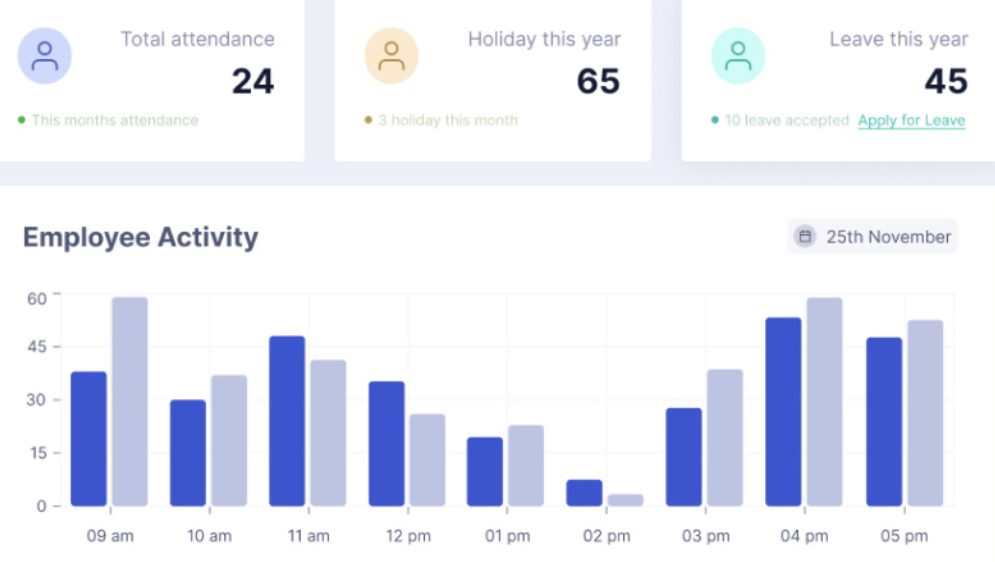 Total attendance
24
This months attendance
Holiday this year
65
3 holiday this month
Leave this year
45
10 leave accepted Apply for Leave
Employee Activity
25th November
60
45
30
15
0
09 am 10 am 11 am 12 pm 01 pm 02 pm 03 pm 04 pm 05 pm